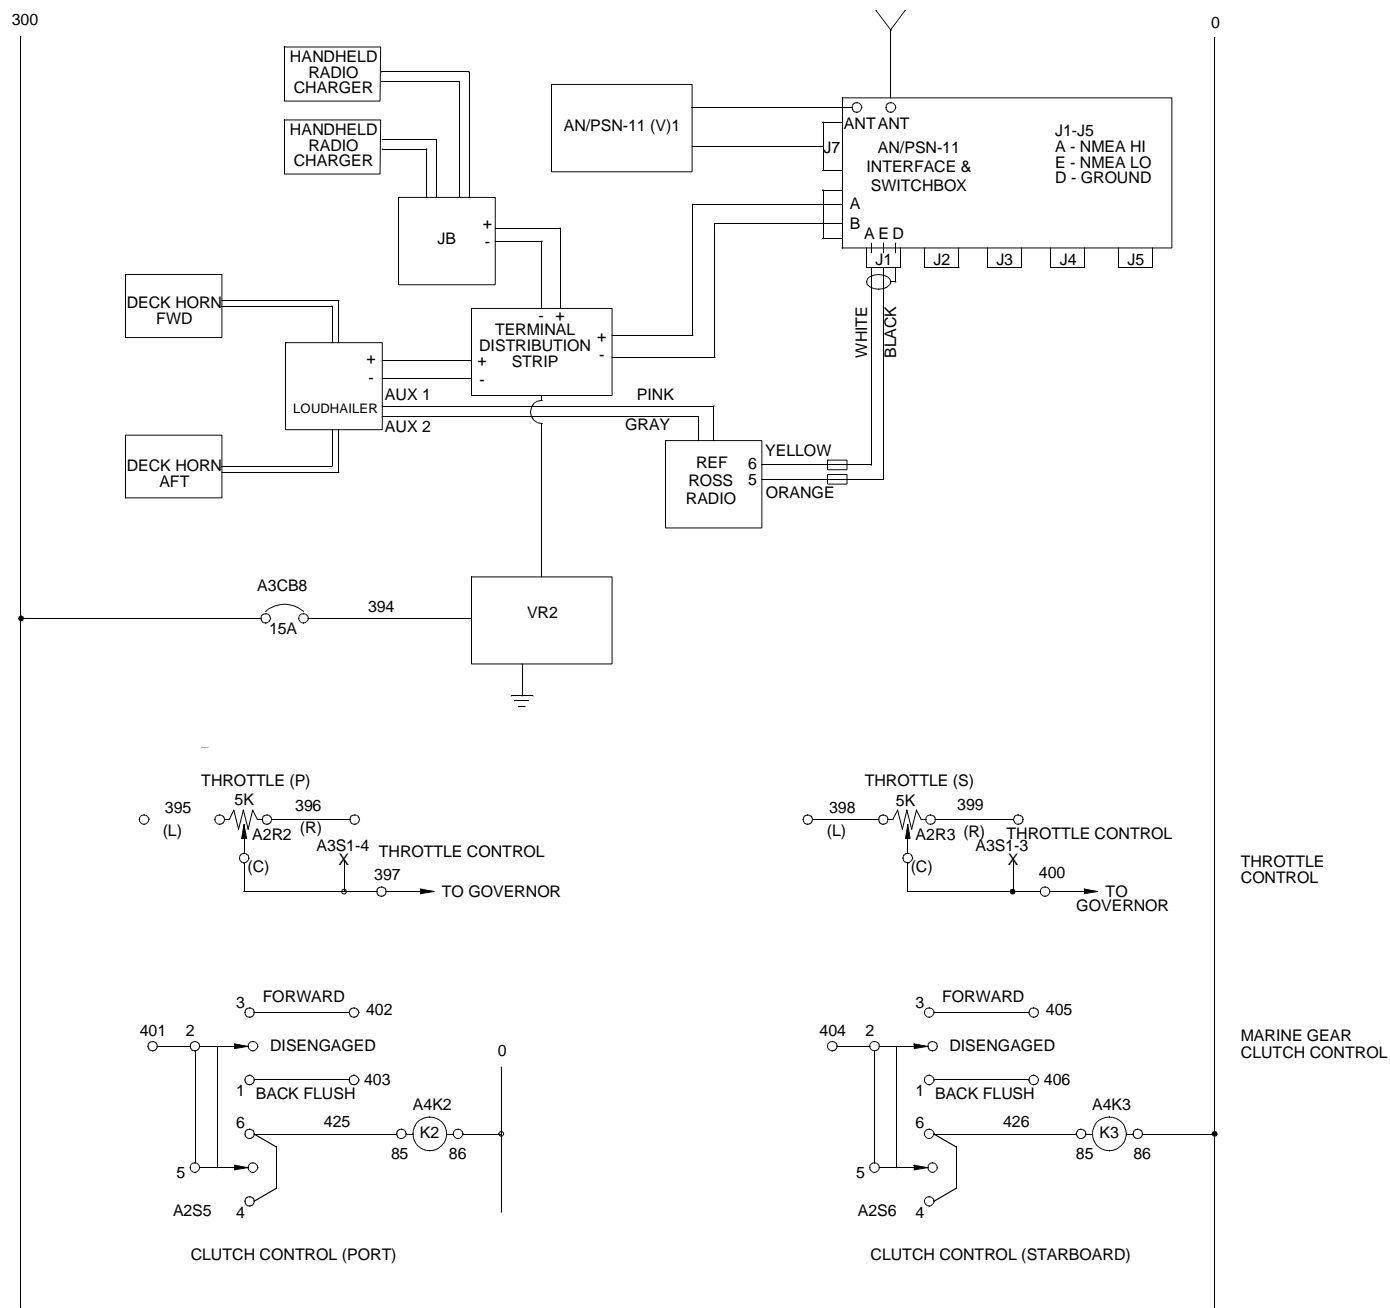 300
0
HANDHELD
RADIO
CHARGER
HANDHELD
RADIO
CHARGER
AN/PSN-11 (V)1
ANT ANT
J7
AN/PSN-11
INTERFACE &
SWITCHBOX
J1-J5
A - NMEA HI
E - NMEA LO
D - GROUND
A
B
A E D
J1
J2
J3
J4
J5
JB
+
-
DECK HORN
FWD
- +
TERMINAL
DISTRIBUTION
STRIP
+
-
+
-
+
-
LOUDHAILER
AUX 1
AUX 2
PINK
GRAY
WHITE
BLACK
DECK HORN
AFT
REF
ROSS
RADIO
6
5
YELLOW
ORANGE
A3CB8
15A
394
VR2
THROTTLE (P)
395
(L)
5K
396
(R)
A2R2
A3S1-4
X
(C)
THROTTLE CONTROL
397
TO GOVERNOR
THROTTLE (S)
398
(L)
5K
399
(R)
A2R3
THROTTLE CONTROL
A3S1-3
X
(C)
400
TO
GOVERNOR
THROTTLE
CONTROL
3
FORWARD
402
401
2
DISENGAGED
1
403
BACK FLUSH
0
6
425
A4K2
K2
85
86
5
A2S5
4
CLUTCH CONTROL (PORT)
3
FORWARD
405
404
2
DISENGAGED
1
406
BACK FLUSH
6
426
A4K3
K3
85
86
5
A2S6
4
CLUTCH CONTROL (STARBOARD)
MARINE GEAR
CLUTCH CONTROL